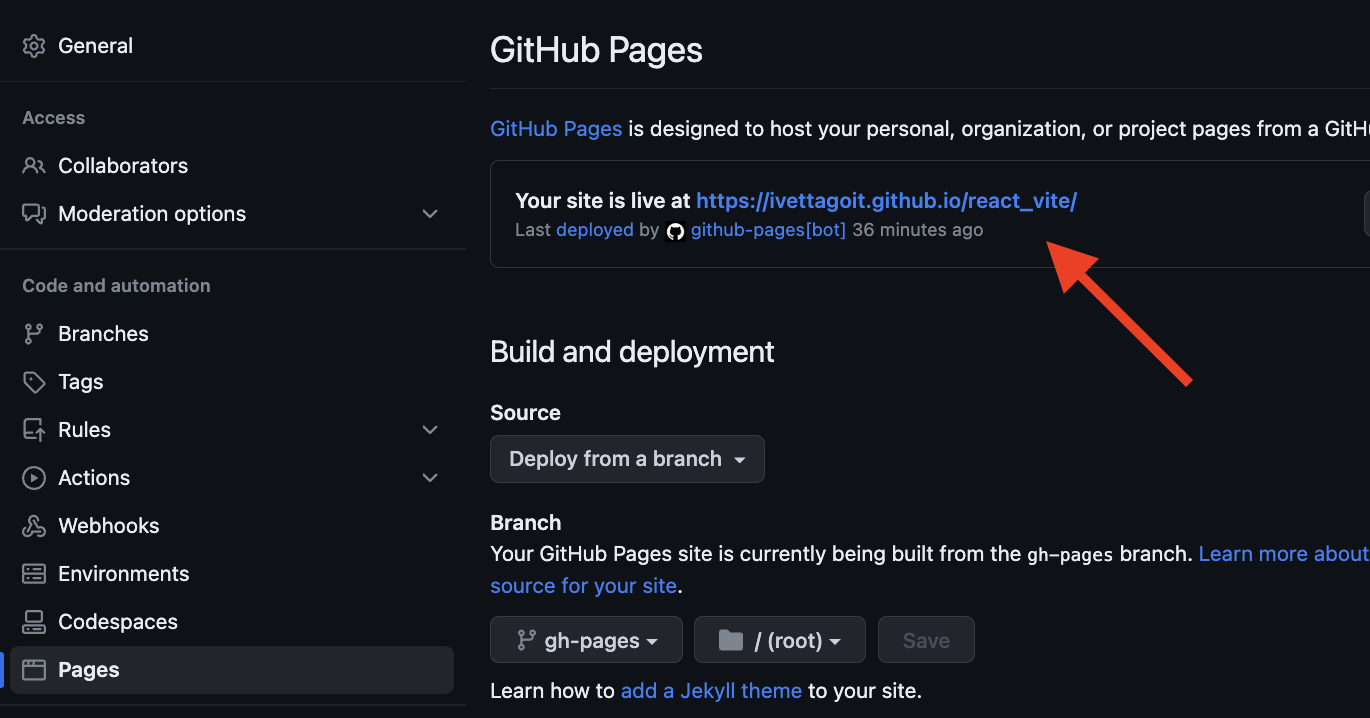 General
Access
Collaborators
Moderation options
Code and automation
Branches
Tags
Rules
Actions
Webhooks
Environments
Codespaces
Pages
GitHub Pages
GitHub Pages is designed to host your personal, organization, or project pages from a GitH
Your site is live at https://ivettagoit.github.io/react_vite/
Last deployed by github-pages[bot] 36 minutes ago
Build and deployment
Source
Deploy from a branch
Branch
Your GitHub Pages site is currently being built from the gh-pages branch. Learn more about
source for your site.
gh-pages / (root) Save
Learn how to add a Jekyll theme to your site.